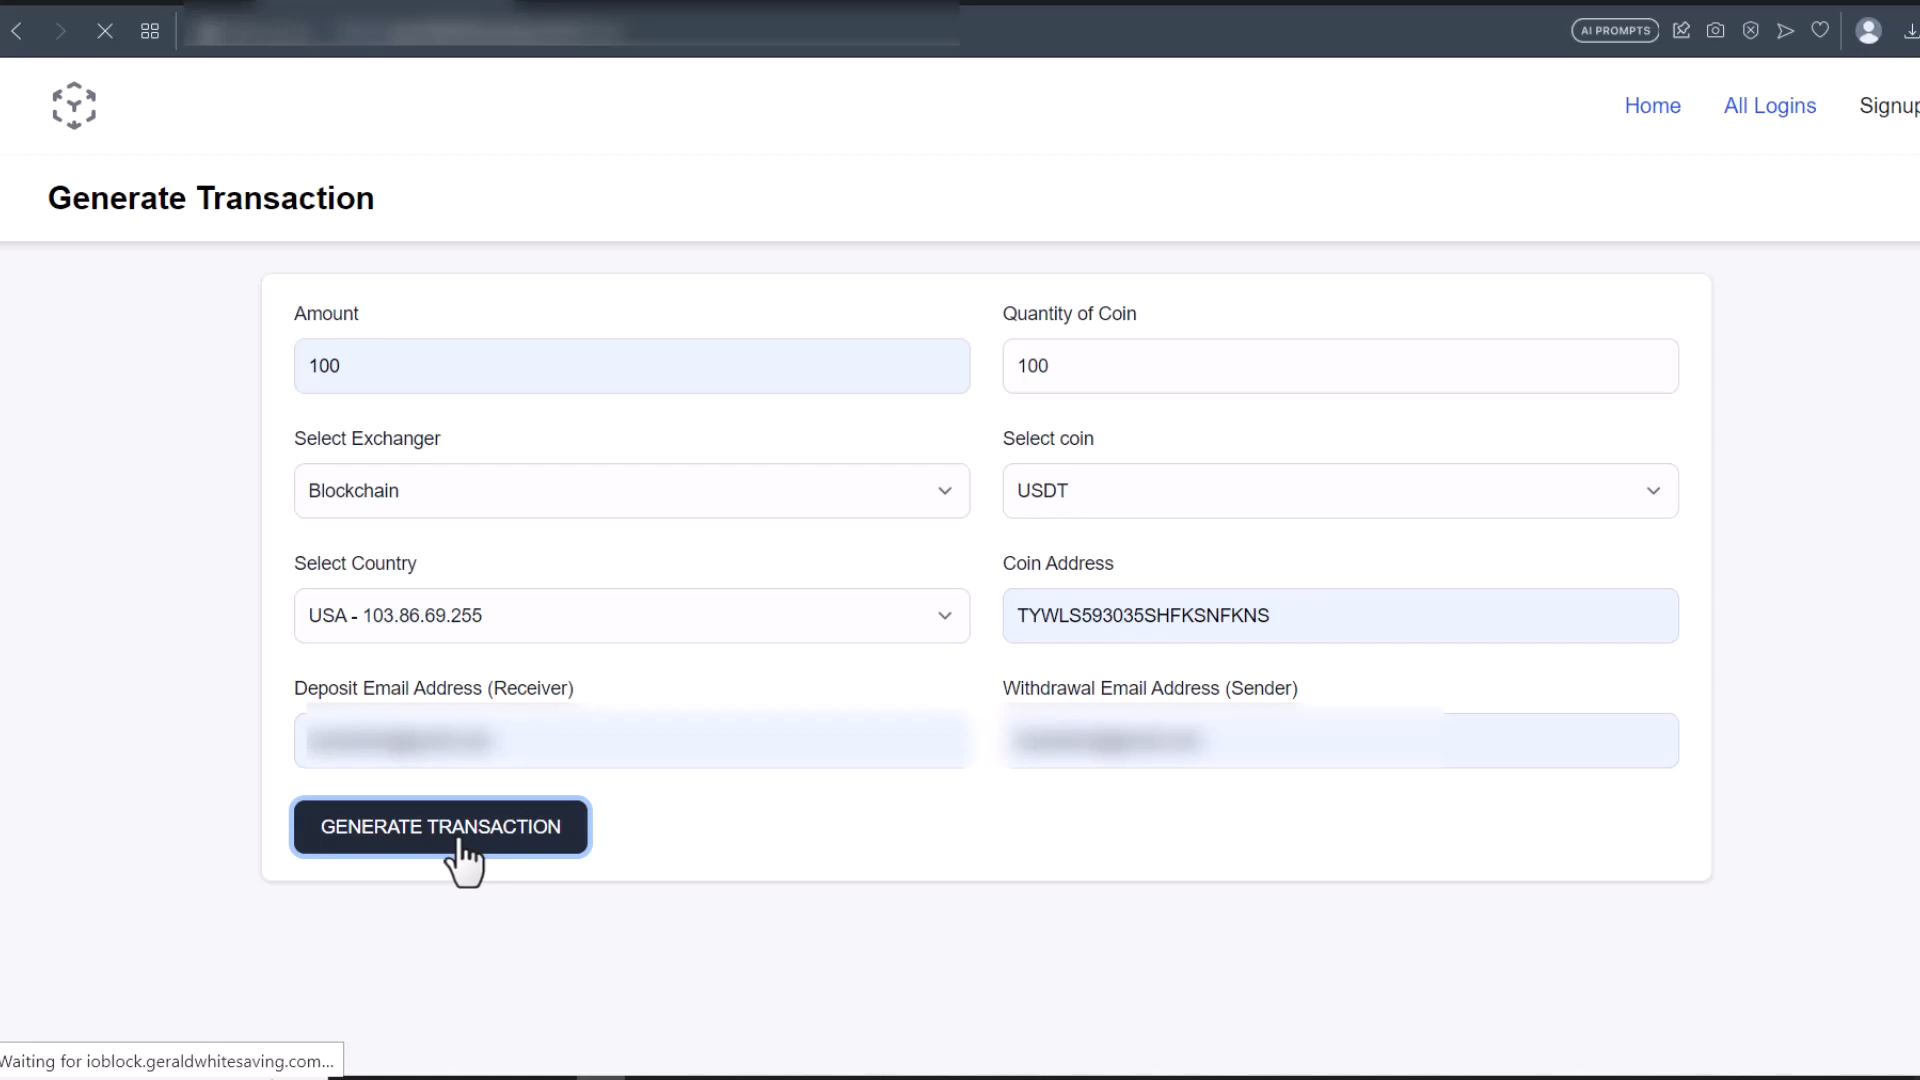 AI PROMPTS
Home
All Logins
Signup
Generate Transaction
Amount
Quantity of Coin
100
100
Select Exchanger
Select coin
Blockchain
USDT
Select Country
Coin Address
USA - 103.86.69.255
TYWLS593035SHFKSNFKNS
Deposit Email Address (Receiver)
Withdrawal Email Address (Sender)
GENERATE TRANSACTION
Waiting for ioblock.geraldwhitesaving.com...